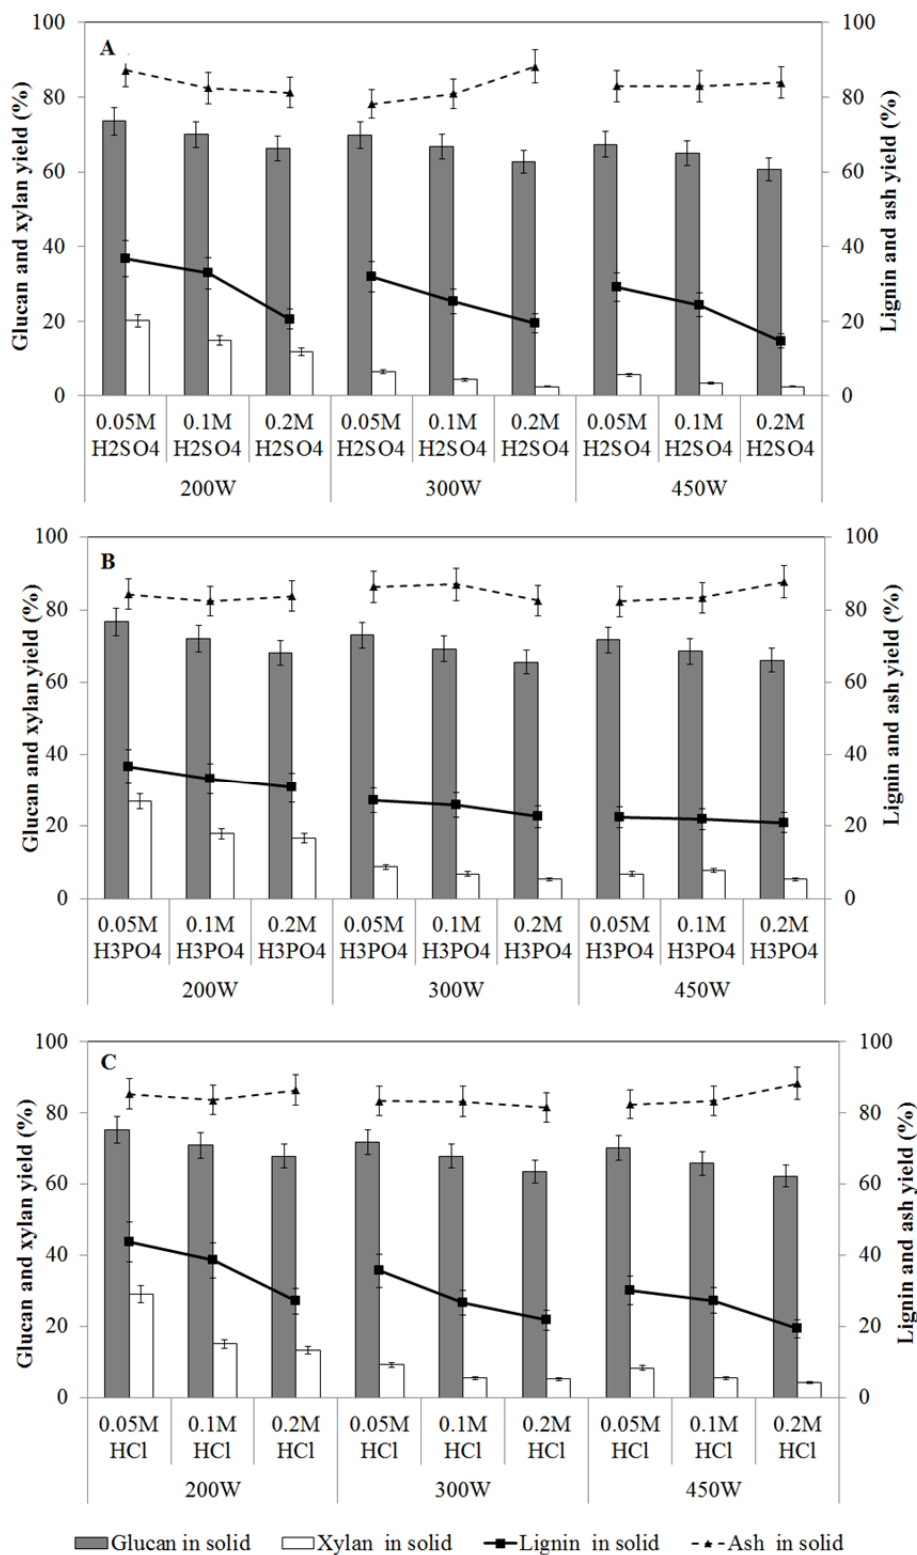 A
Glucan and xylan yield (%)
Lignin and ash yield (%)
100 100
80 80
60 60
40 40
20 20
0 0
0.05M 0.1M 0.2M 0.05M 0.1M 0.2M 0.05M 0.1M 0.2M
H2SO4 H2SO4 H2SO4 H2SO4 H2SO4 H2SO4 H2SO4 H2SO4 H2SO4
200W 300W 450W
B
Glucan and xylan yield (%)
Lignin and ash yield (%)
100 100
80 80
60 60
40 40
20 20
0 0
0.05M 0.1M 0.2M 0.05M 0.1M 0.2M 0.05M 0.1M 0.2M
H3PO4 H3PO4 H3PO4 H3PO4 H3PO4 H3PO4 H3PO4 H3PO4 H3PO4
200W 300W 450W
C
Glucan and xylan yield (%)
Lignin and ash yield (%)
100 100
80 80
60 60
40 40
20 20
0 0
0.05M 0.1M 0.2M 0.05M 0.1M 0.2M 0.05M 0.1M 0.2M
HCl HCl HCl HCl HCl HCl HCl HCl HCl
200W 300W 450W
Glucan in solid Xylan in solid Lignin in solid Ash in solid